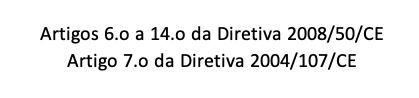 Artigos 6.o a 14.o da Diretiva 2008/50/CE
Artigo 7.o da Diretiva 2004/107/CE